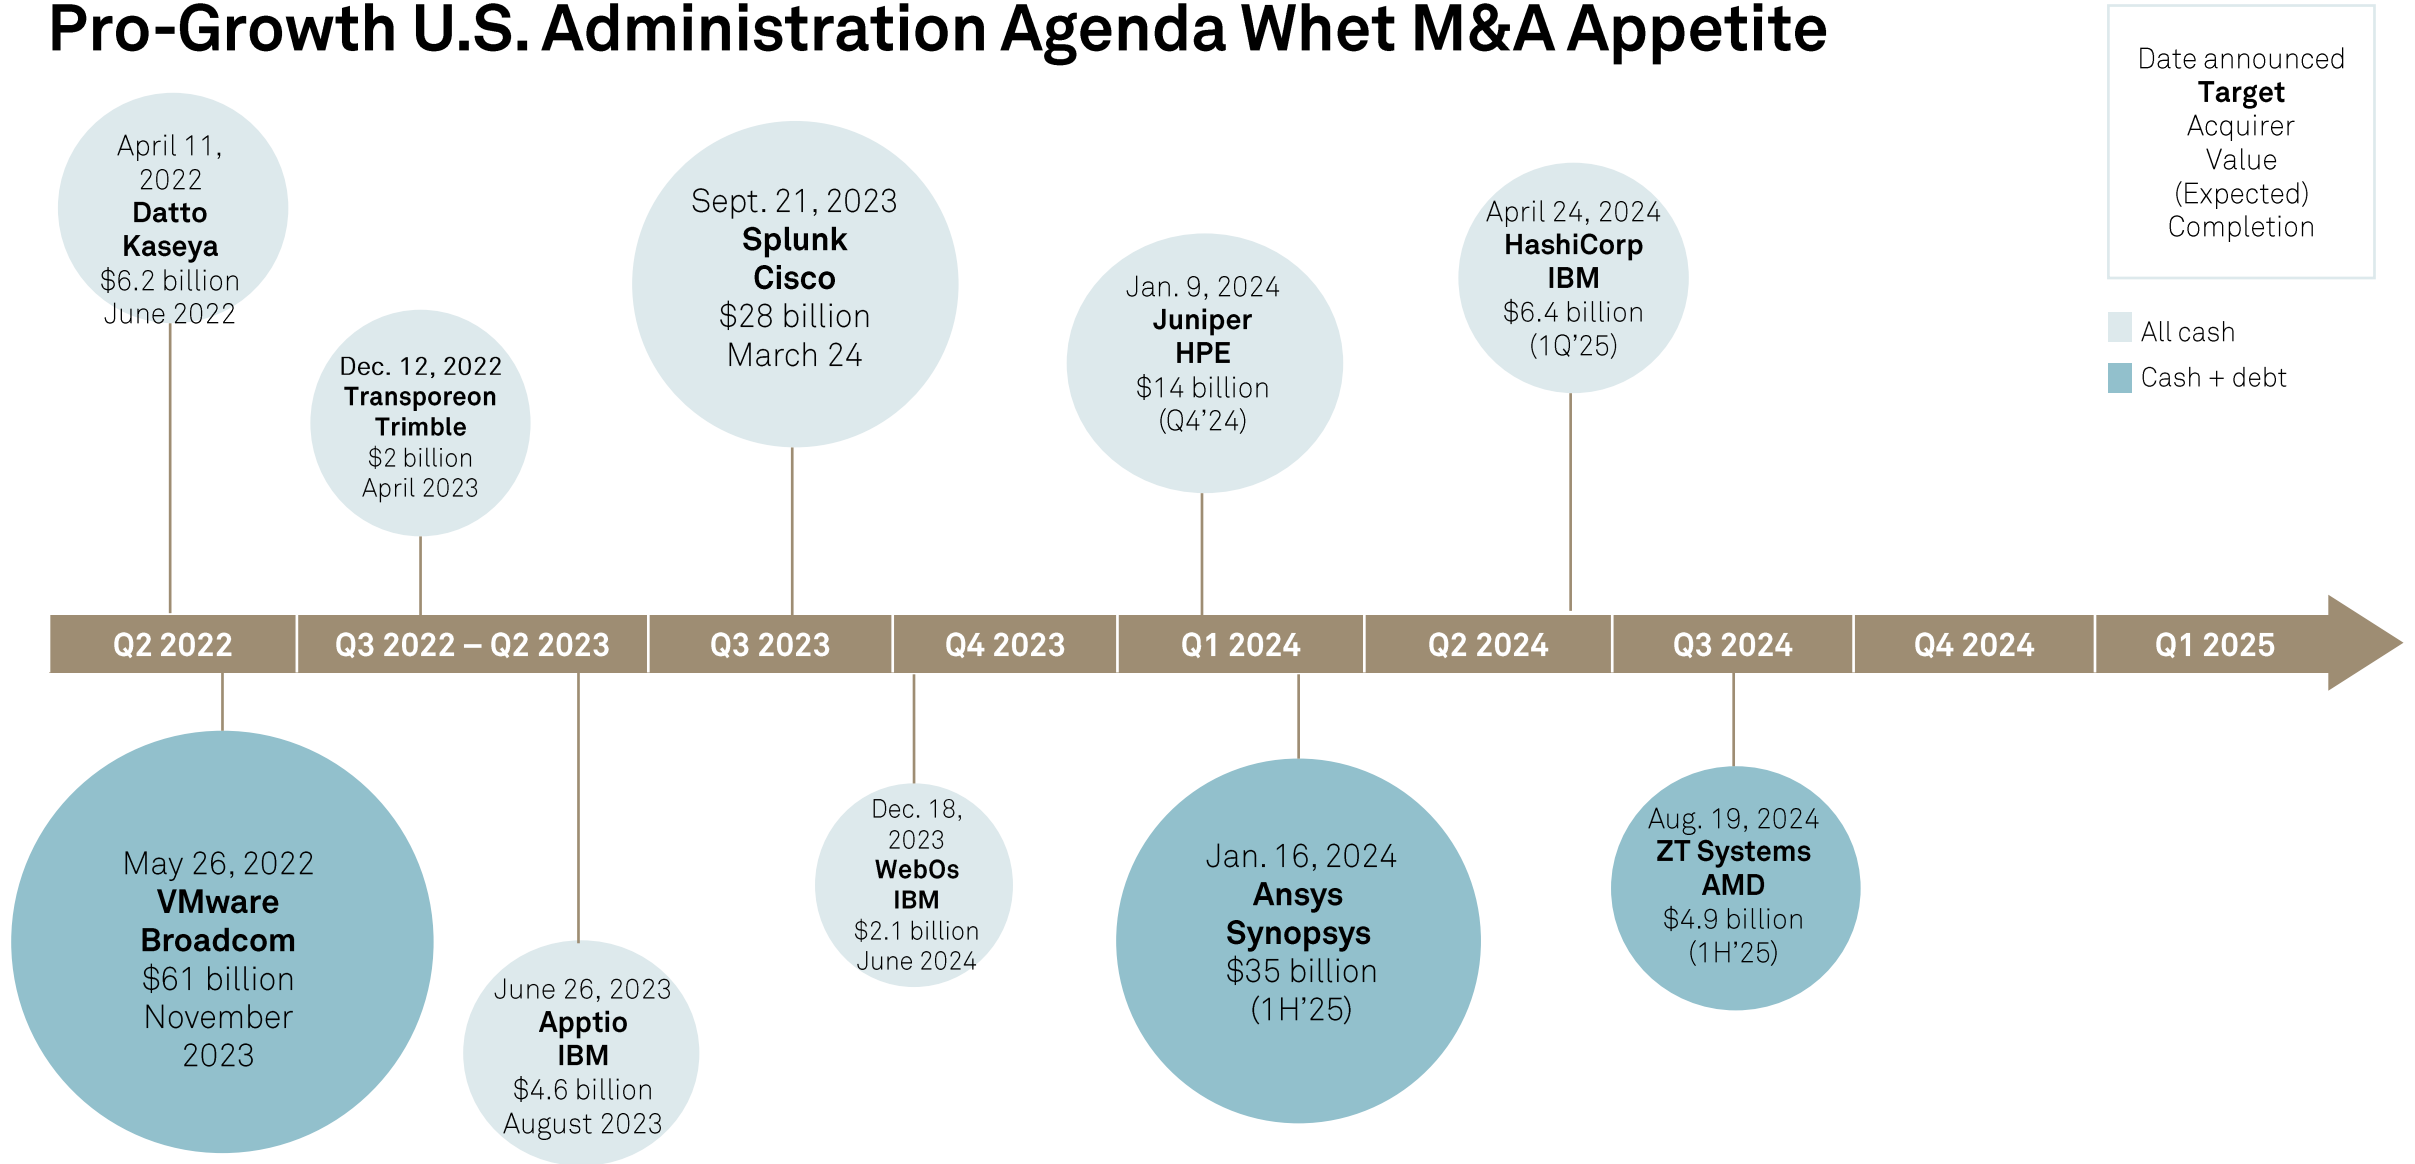 Pro-Growth U.S. Administration Agenda Whet M&A Appetite
Date announced
Target
Acquirer
Value
(Expected)
Completion
All cash
Cash + debt
April 11,
2022
Datto
Kaseya
$6.2 billion
June 2022
Dec. 12, 2022
Transporeon
Trimble
$2 billion
April 2023
Sept. 21, 2023
Splunk
Cisco
$28 billion
March 24
Jan. 9, 2024
Juniper
HPE
$14 billion
(Q4’24)
April 24, 2024
HashiCorp
IBM
$6.4 billion
(1Q’25)
Q2 2022
Q3 2022 – Q2 2023
Q3 2023
Q4 2023
Q1 2024
Q2 2024
Q3 2024
Q4 2024
Q1 2025
May 26, 2022
VMware
Broadcom
$61 billion
November
2023
June 26, 2023
Apptio
IBM
$4.6 billion
August 2023
Dec. 18,
2023
WebOs
IBM
$2.1 billion
June 2024
Jan. 16, 2024
Ansys
Synopsys
$35 billion
(1H’25)
Aug. 19, 2024
ZT Systems
AMD
$4.9 billion
(1H’25)